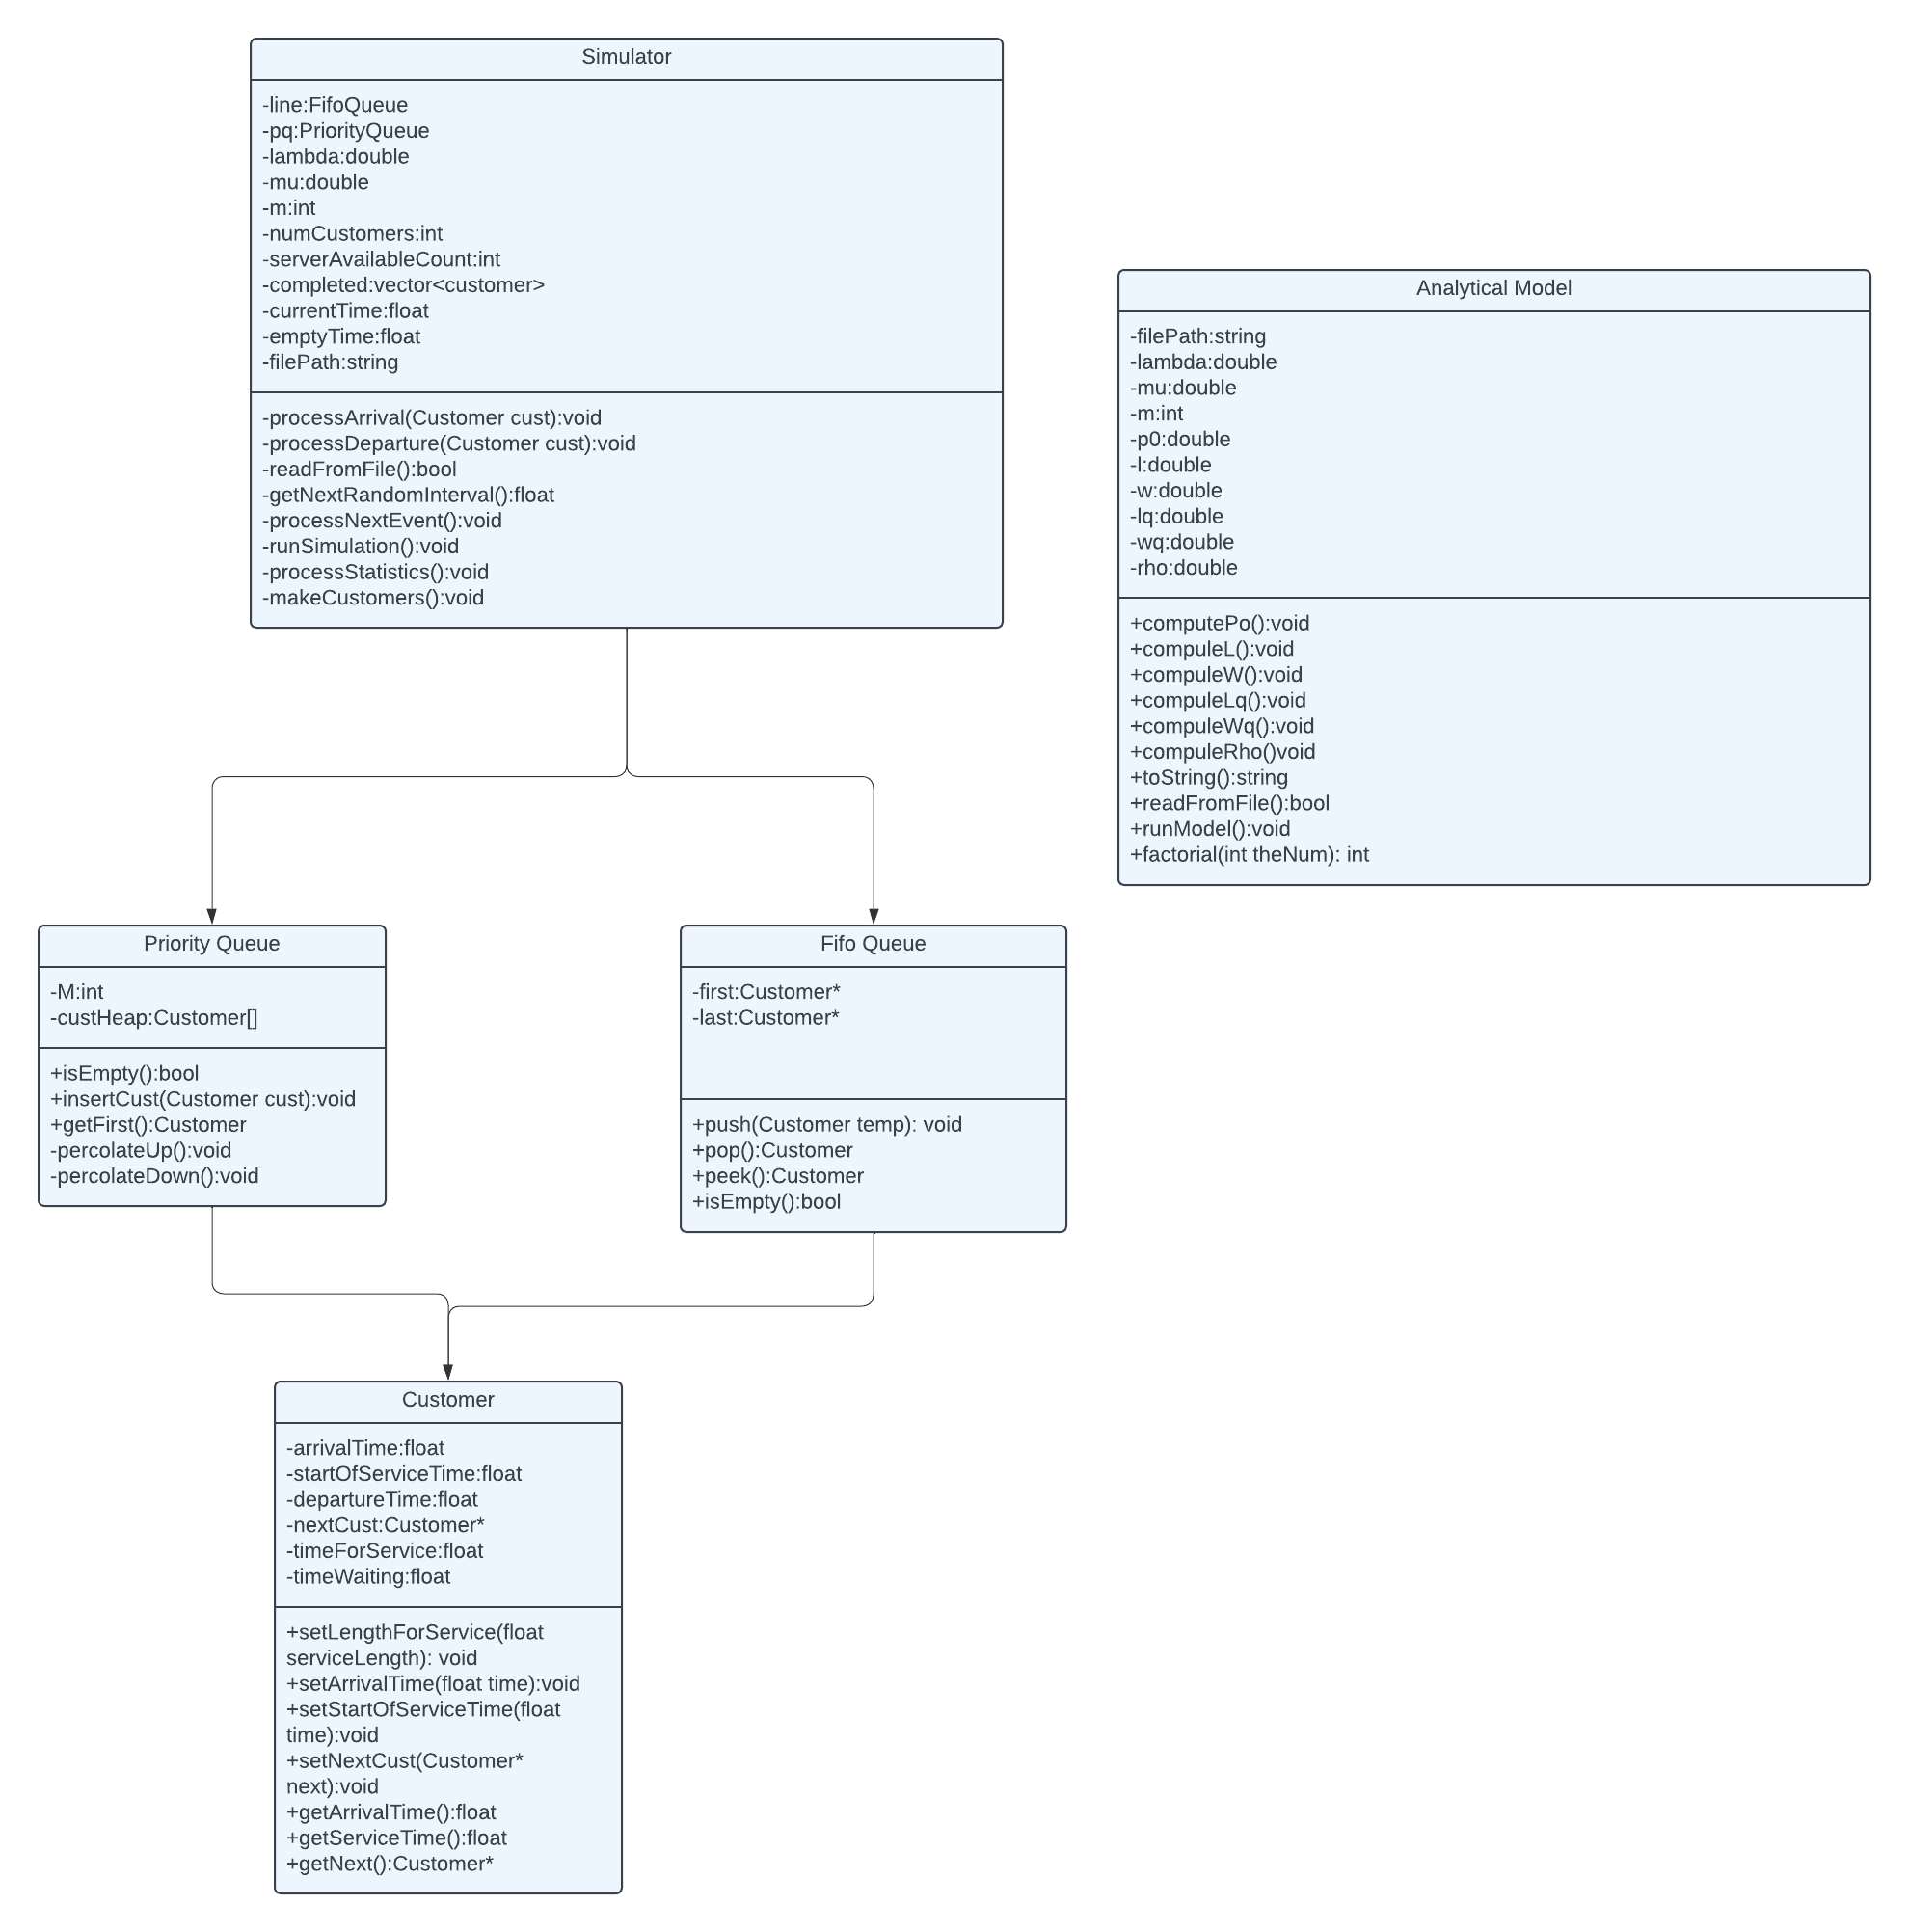 Simulator
-line:FifoQueue
-pq:PriorityQueue
-lambda:double
-mu:double
-m:int
-numCustomers:int
-serverAvailableCount:int
-completed:vector<customer>
-currentTime:float
-emptyTime:float
-filePath:string
-processArrival(Customer cust):void
-processDeparture(Customer cust):void
-readFromFile():bool
-getNextRandomInterval():float
-processNextEvent():void
-runSimulation():void
-processStatistics():void
-makeCustomers():void
Analytical Model
-filePath:string
-lambda:double
-mu:double
-m:int
-p0:double
-l:double
-w:double
-lq:double
-wq:double
-rho:double
+computePo():void
+compuleL():void
+compuleW():void
+compuleLq():void
+compuleWq():void
+compuleRho()void
+toString():string
+readFromFile():bool
+runModel():void
+factorial(int theNum): int
Priority Queue
-M:int
-custHeap:Customer[]
+isEmpty():bool
+insertCust(Customer cust):void
+getFirst():Customer
-percolateUp():void
-percolateDown():void
Fifo Queue
-first:Customer*
-last:Customer*
+push(Customer temp): void
+pop():Customer
+peek():Customer
+isEmpty():bool
Customer
-arrivalTime:float
-startOfServiceTime:float
-departureTime:float
-nextCust:Customer*
-timeForService:float
-timeWaiting:float
+setLengthForService(float
serviceLength): void
+setArrivalTime(float time):void
+setStartOfServiceTime(float
time):void
+setNextCust(Customer*
next):void
+getArrivalTime():float
+getServiceTime():float
+getNext():Customer*